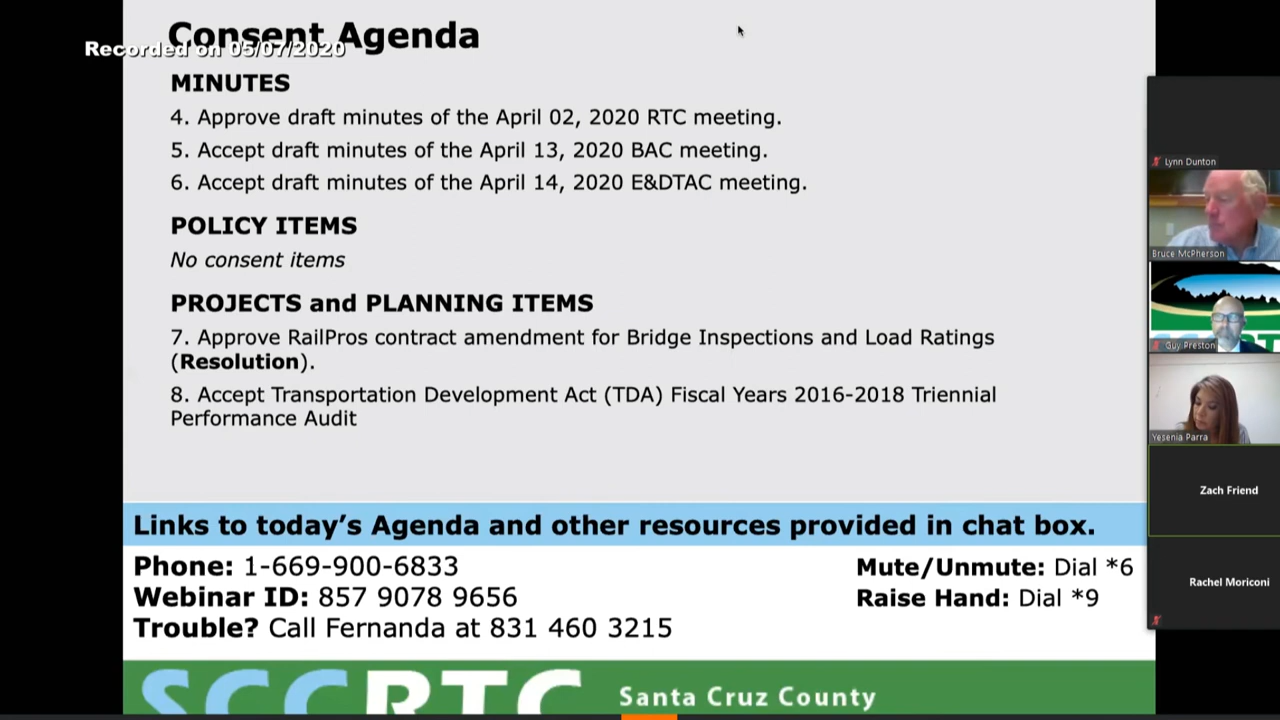 Consent Agenda
Recorded on 05/07/2020
MINUTES
4. Approve draft minutes of the April 02, 2020 RTC meeting.
5. Accept draft minutes of the April 13, 2020 BAC meeting.
6. Accept draft minutes of the April 14, 2020 E&DTAC meeting.
POLICY ITEMS
No consent items
PROJECTS and PLANNING ITEMS
7. Approve RailPros contract amendment for Bridge Inspections and Load Ratings
(Resolution).
8. Accept Transportation Development Act (TDA) Fiscal Years 2016-2018 Triennial
Performance Audit
Links to today’s Agenda and other resources provided in chat box.
Phone: 1-669-900-6833
Webinar ID: 857 9078 9656
Trouble? Call Fernanda at 831 460 3215
Mute/Unmute: Dial *6
Raise Hand: Dial *9
SCCRTC Santa Cruz County
Lynn Dunton
Bruce McPherson
Guy Preston
Yesenia Parra
Zach Friend
Rachel Moriconi